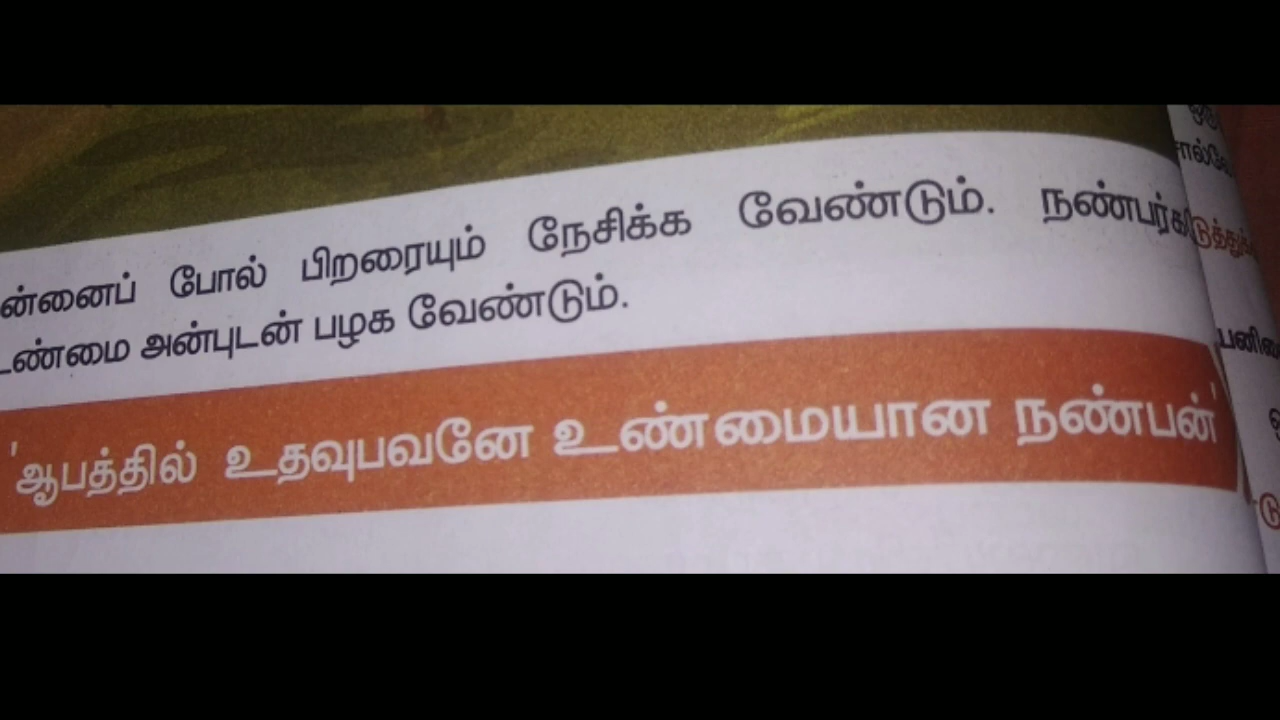 ன்னைப் போல் பிறரையும் நேசிக்க வேண்டும். நண்பர்க
ண்மை அன்புடன் பழக வேண்டும்.
'ஆபத்தில் உதவுபவனே உண்மையான நண்பன்'